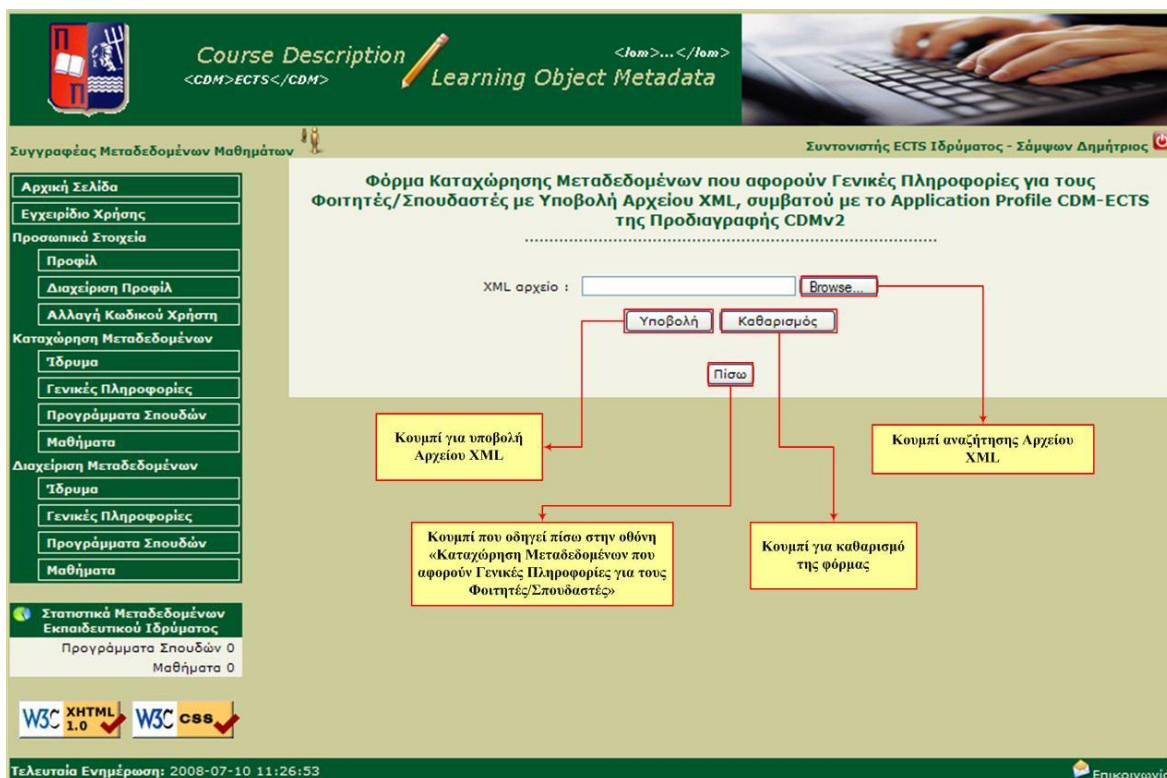 Course Description
<CDM>ECTS</CDM>
<lom>...</lom>
Learning Object Metadata
Συγγραφέας Μεταδεδομένων Μαθημάτων
Συντονιστής ECTS Ιδρύματος - Σάμψων Δημήτριος
Αρχική Σελίδα
Εγχειρίδιο Χρήσης
Προσωπικά Στοιχεία
Προφίλ
Διαχείριση Προφίλ
Αλλαγή Κωδικού Χρήστη
Καταχώρηση Μεταδεδομένων
Ίδρυμα
Γενικές Πληροφορίες
Προγράμματα Σπουδών
Μαθήματα
Διαχείριση Μεταδεδομένων
Ίδρυμα
Γενικές Πληροφορίες
Προγράμματα Σπουδών
Μαθήματα
Στατιστικά Μεταδεδομένων
Εκπαιδευτικού Ιδρύματος
Προγράμματα Σπουδών 0
Μαθήματα 0
W3C XHTML 1.0
W3C CSS
Φόρμα Καταχώρησης Μεταδεδομένων που αφορούν Γενικές Πληροφορίες για τους
Φοιτητές/Σπουδαστές με Υποβολή Αρχείου XML, συμβατού με το Application Profile CDM-ECTS
της Προδιαγραφής CDMv2
XML αρχείο :
Browse...
Υποβολή
Καθαρισμός
Πίσω
Κουμπί για υποβολή
Αρχείου XML
Κουμπί αναζήτησης Αρχείου
XML
Κουμπί που οδηγεί πίσω στην οθόνη
«Καταχώρηση Μεταδεδομένων που
αφορούν Γενικές Πληροφορίες για τους
Φοιτητές/Σπουδαστές»
Κουμπί για καθαρισμό
της φόρμας
Τελευταία Ενημέρωση: 2008-07-10 11:26:53
Επικοινωνία